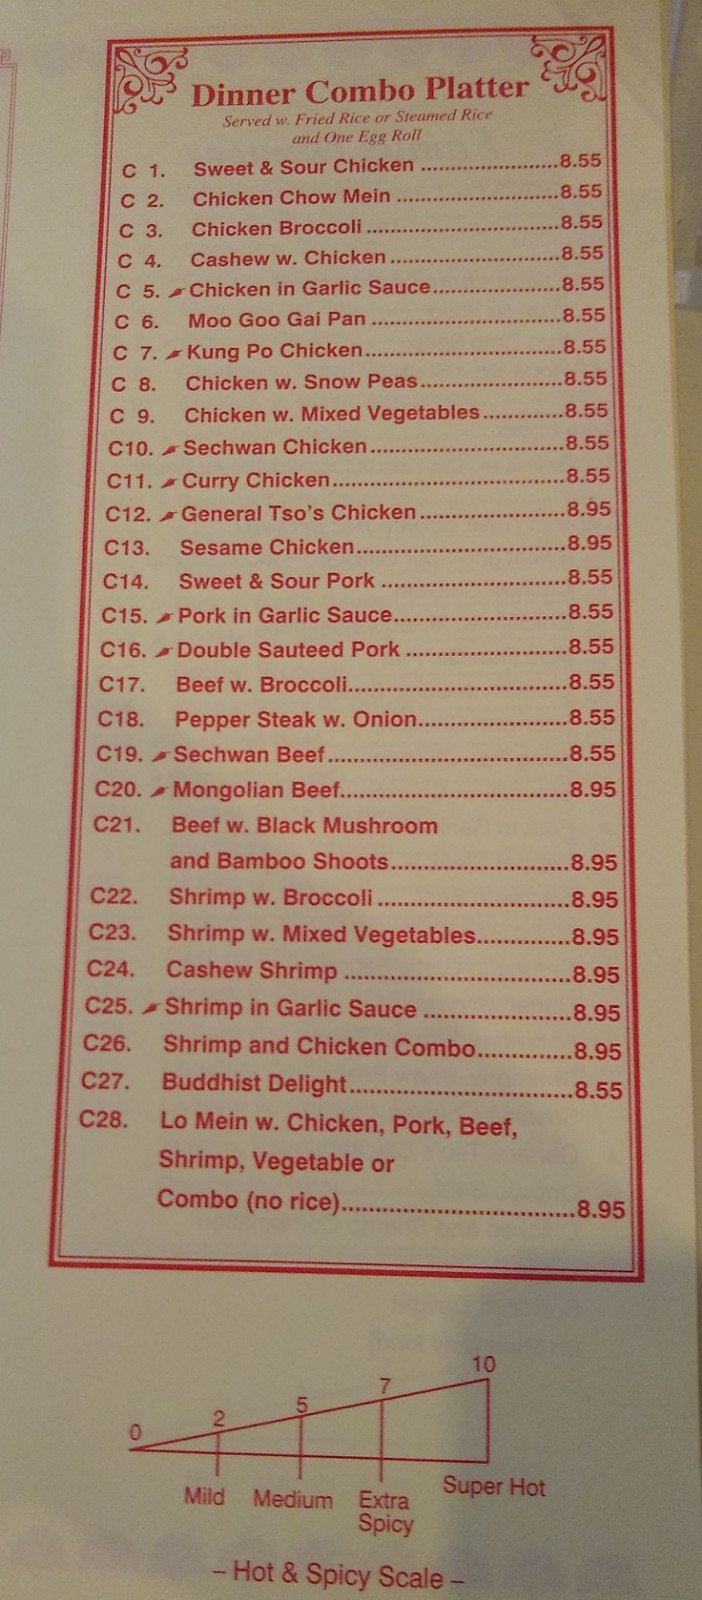 Dinner Combo Platter
Served w. Fried Rice or Steamed Rice
and One Egg Roll
C 1. Sweet & Sour Chicken ........................8.55
C 2. Chicken Chow Mein ............................8.55
C 3. Chicken Broccoli ..................................8.55
C 4. Cashew w. Chicken ..............................8.55
C 5. Chicken in Garlic Sauce.......................8.55
C 6. Moo Goo Gai Pan .................................8.55
C 7. Kung Po Chicken...................................8.55
C 8. Chicken w. Snow Peas.........................8.55
C 9. Chicken w. Mixed Vegetables..............8.55
C10. Sechwan Chicken..................................8.55
C11. Curry Chicken........................................8.55
C12. General Tso's Chicken .........................8.95
C13. Sesame Chicken....................................8.95
C14. Sweet & Sour Pork ................................8.55
C15. Pork in Garlic Sauce..............................8.55
C16. Double Sauteed Pork ............................8.55
C17. Beef w. Broccoli.....................................8.55
C18. Pepper Steak w. Onion..........................8.55
C19. Sechwan Beef........................................8.55
C20. Mongolian Beef......................................8.95
C21. Beef w. Black Mushroom
and Bamboo Shoots..............................8.95
C22. Shrimp w. Broccoli ................................8.95
C23. Shrimp w. Mixed Vegetables...............8.95
C24. Cashew Shrimp .....................................8.95
C25. Shrimp in Garlic Sauce ........................8.95
C26. Shrimp and Chicken Combo...............8.95
C27. Buddhist Delight....................................8.55
C28. Lo Mein w. Chicken, Pork, Beef,
Shrimp, Vegetable or
Combo (no rice).....................................8.95
0 2 5 7 10
Mild Medium Extra Spicy Super Hot
– Hot & Spicy Scale –